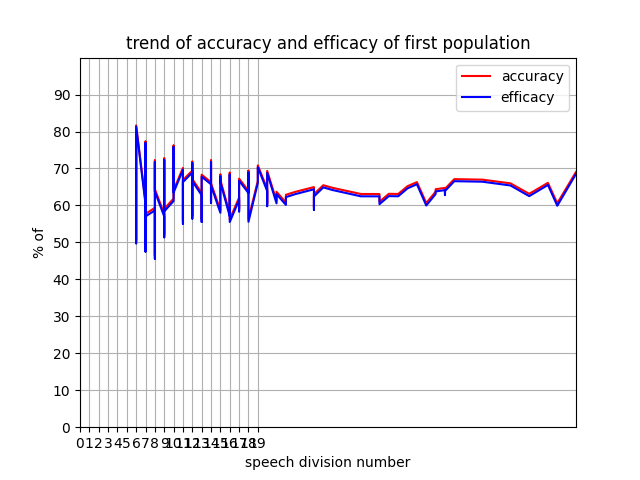 trend of accuracy and efficacy of first population
accuracy
efficacy
90
80
70
60
50
40
30
20
10
0
% of
0 1 2 3 4 5 6 7 8 9 10 11 12 13 14 15 16 17 18 19
speech division number